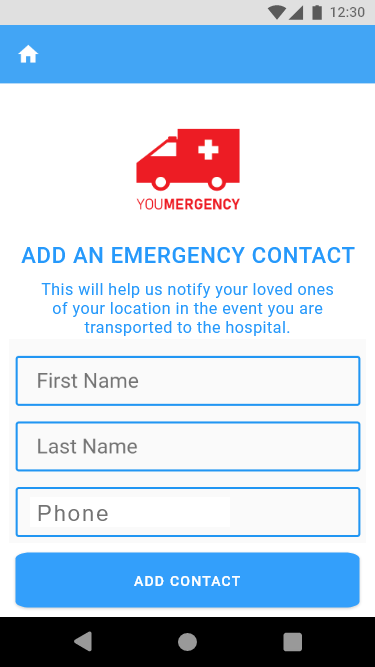 12:30
YOUMERGENCY
ADD AN EMERGENCY CONTACT
This will help us notify your loved ones
of your location in the event you are
transported to the hospital.
First Name
Last Name
Phone
ADD CONTACT